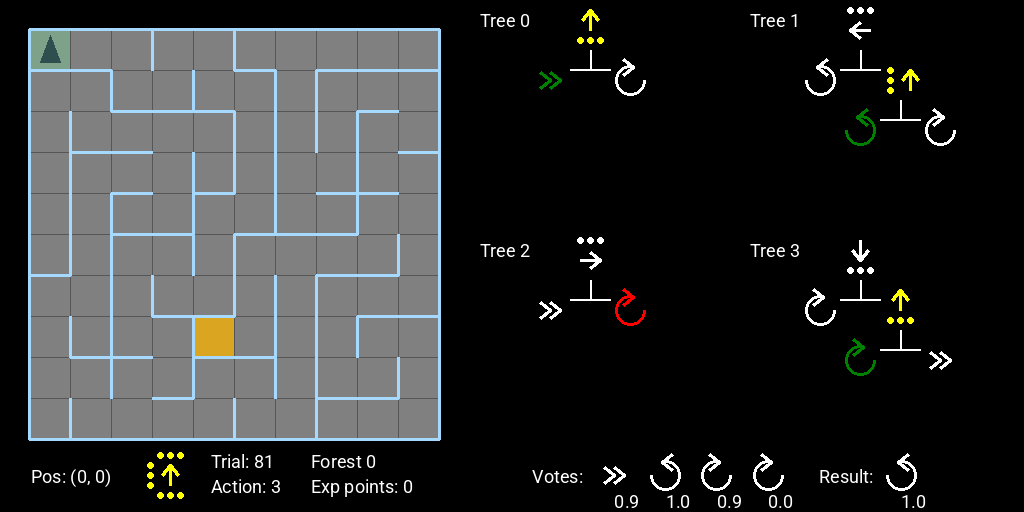 Tree 0
Tree 1
Tree 2
Tree 3
Pos: (0, 0)
Trial: 81
Forest 0
Action: 3
Exp points: 0
Votes:
Result:
0.9
1.0
0.9
0.0
1.0